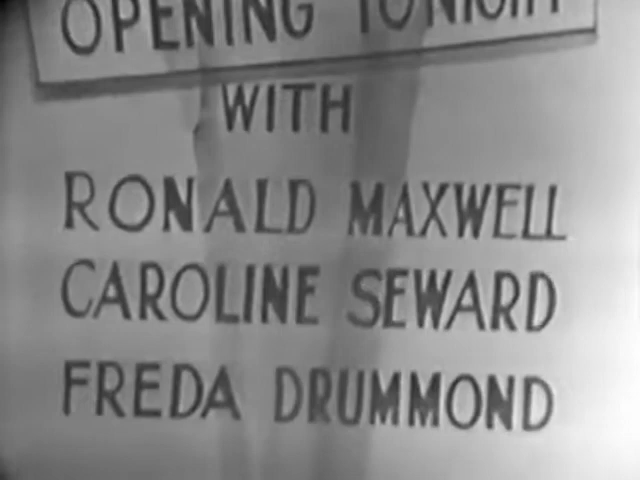 OPENING TONIGHT
WITH
RONALD MAXWELL
CAROLINE SEWARD
FREDA DRUMMOND